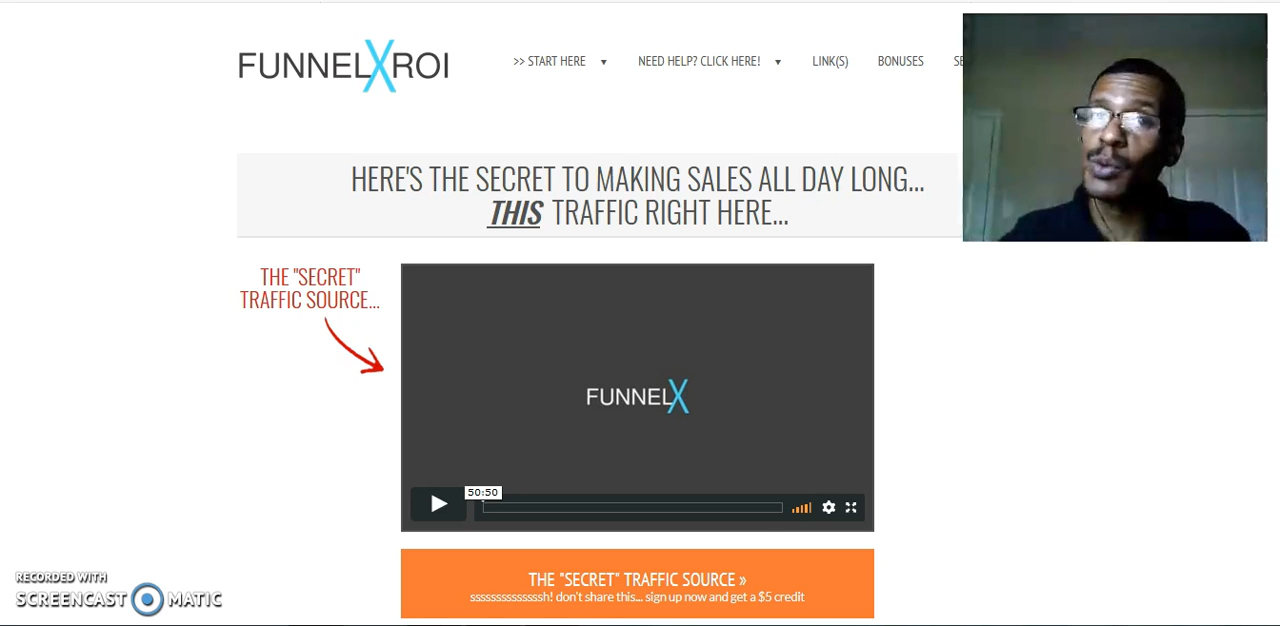 FUNNELXROI
>> START HERE ▼ NEED HELP? CLICK HERE! ▼ LINK(S) BONUSES
HERE'S THE SECRET TO MAKING SALES ALL DAY LONG...
THIS TRAFFIC RIGHT HERE...
THE "SECRET"
TRAFFIC SOURCE...
FUNNELX
50:50
THE "SECRET" TRAFFIC SOURCE »
sssssssssssssssh! don't share this... sign up now and get a $5 credit
RECORDED WITH
SCREENCAST MATIC